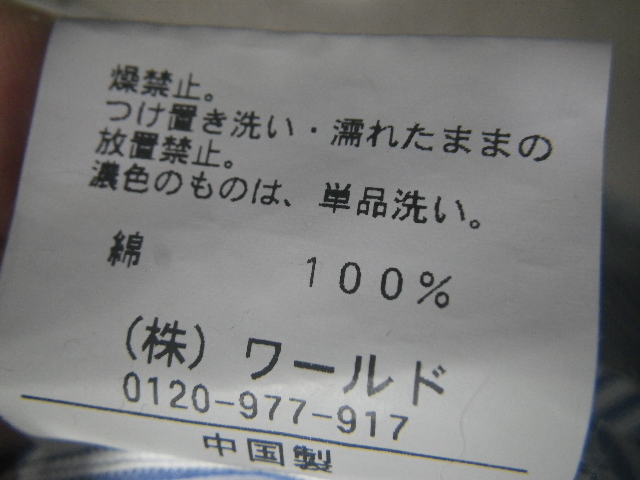 燥禁止。
つけ置き洗い・濡れたままの
放置禁止。
濃色のものは、単品洗い。
綿 100%
(株) ワールド
0120-977-917
中国製